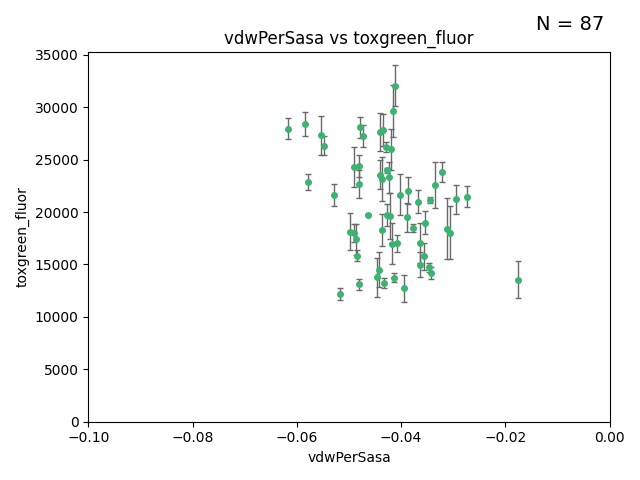 N = 87
vdwPerSasa vs toxgreen_fluor
35000
30000
25000
20000
15000
10000
5000
0
toxgreen_fluor
−0.10 −0.08 −0.06 −0.04 −0.02 0.00
vdwPerSasa